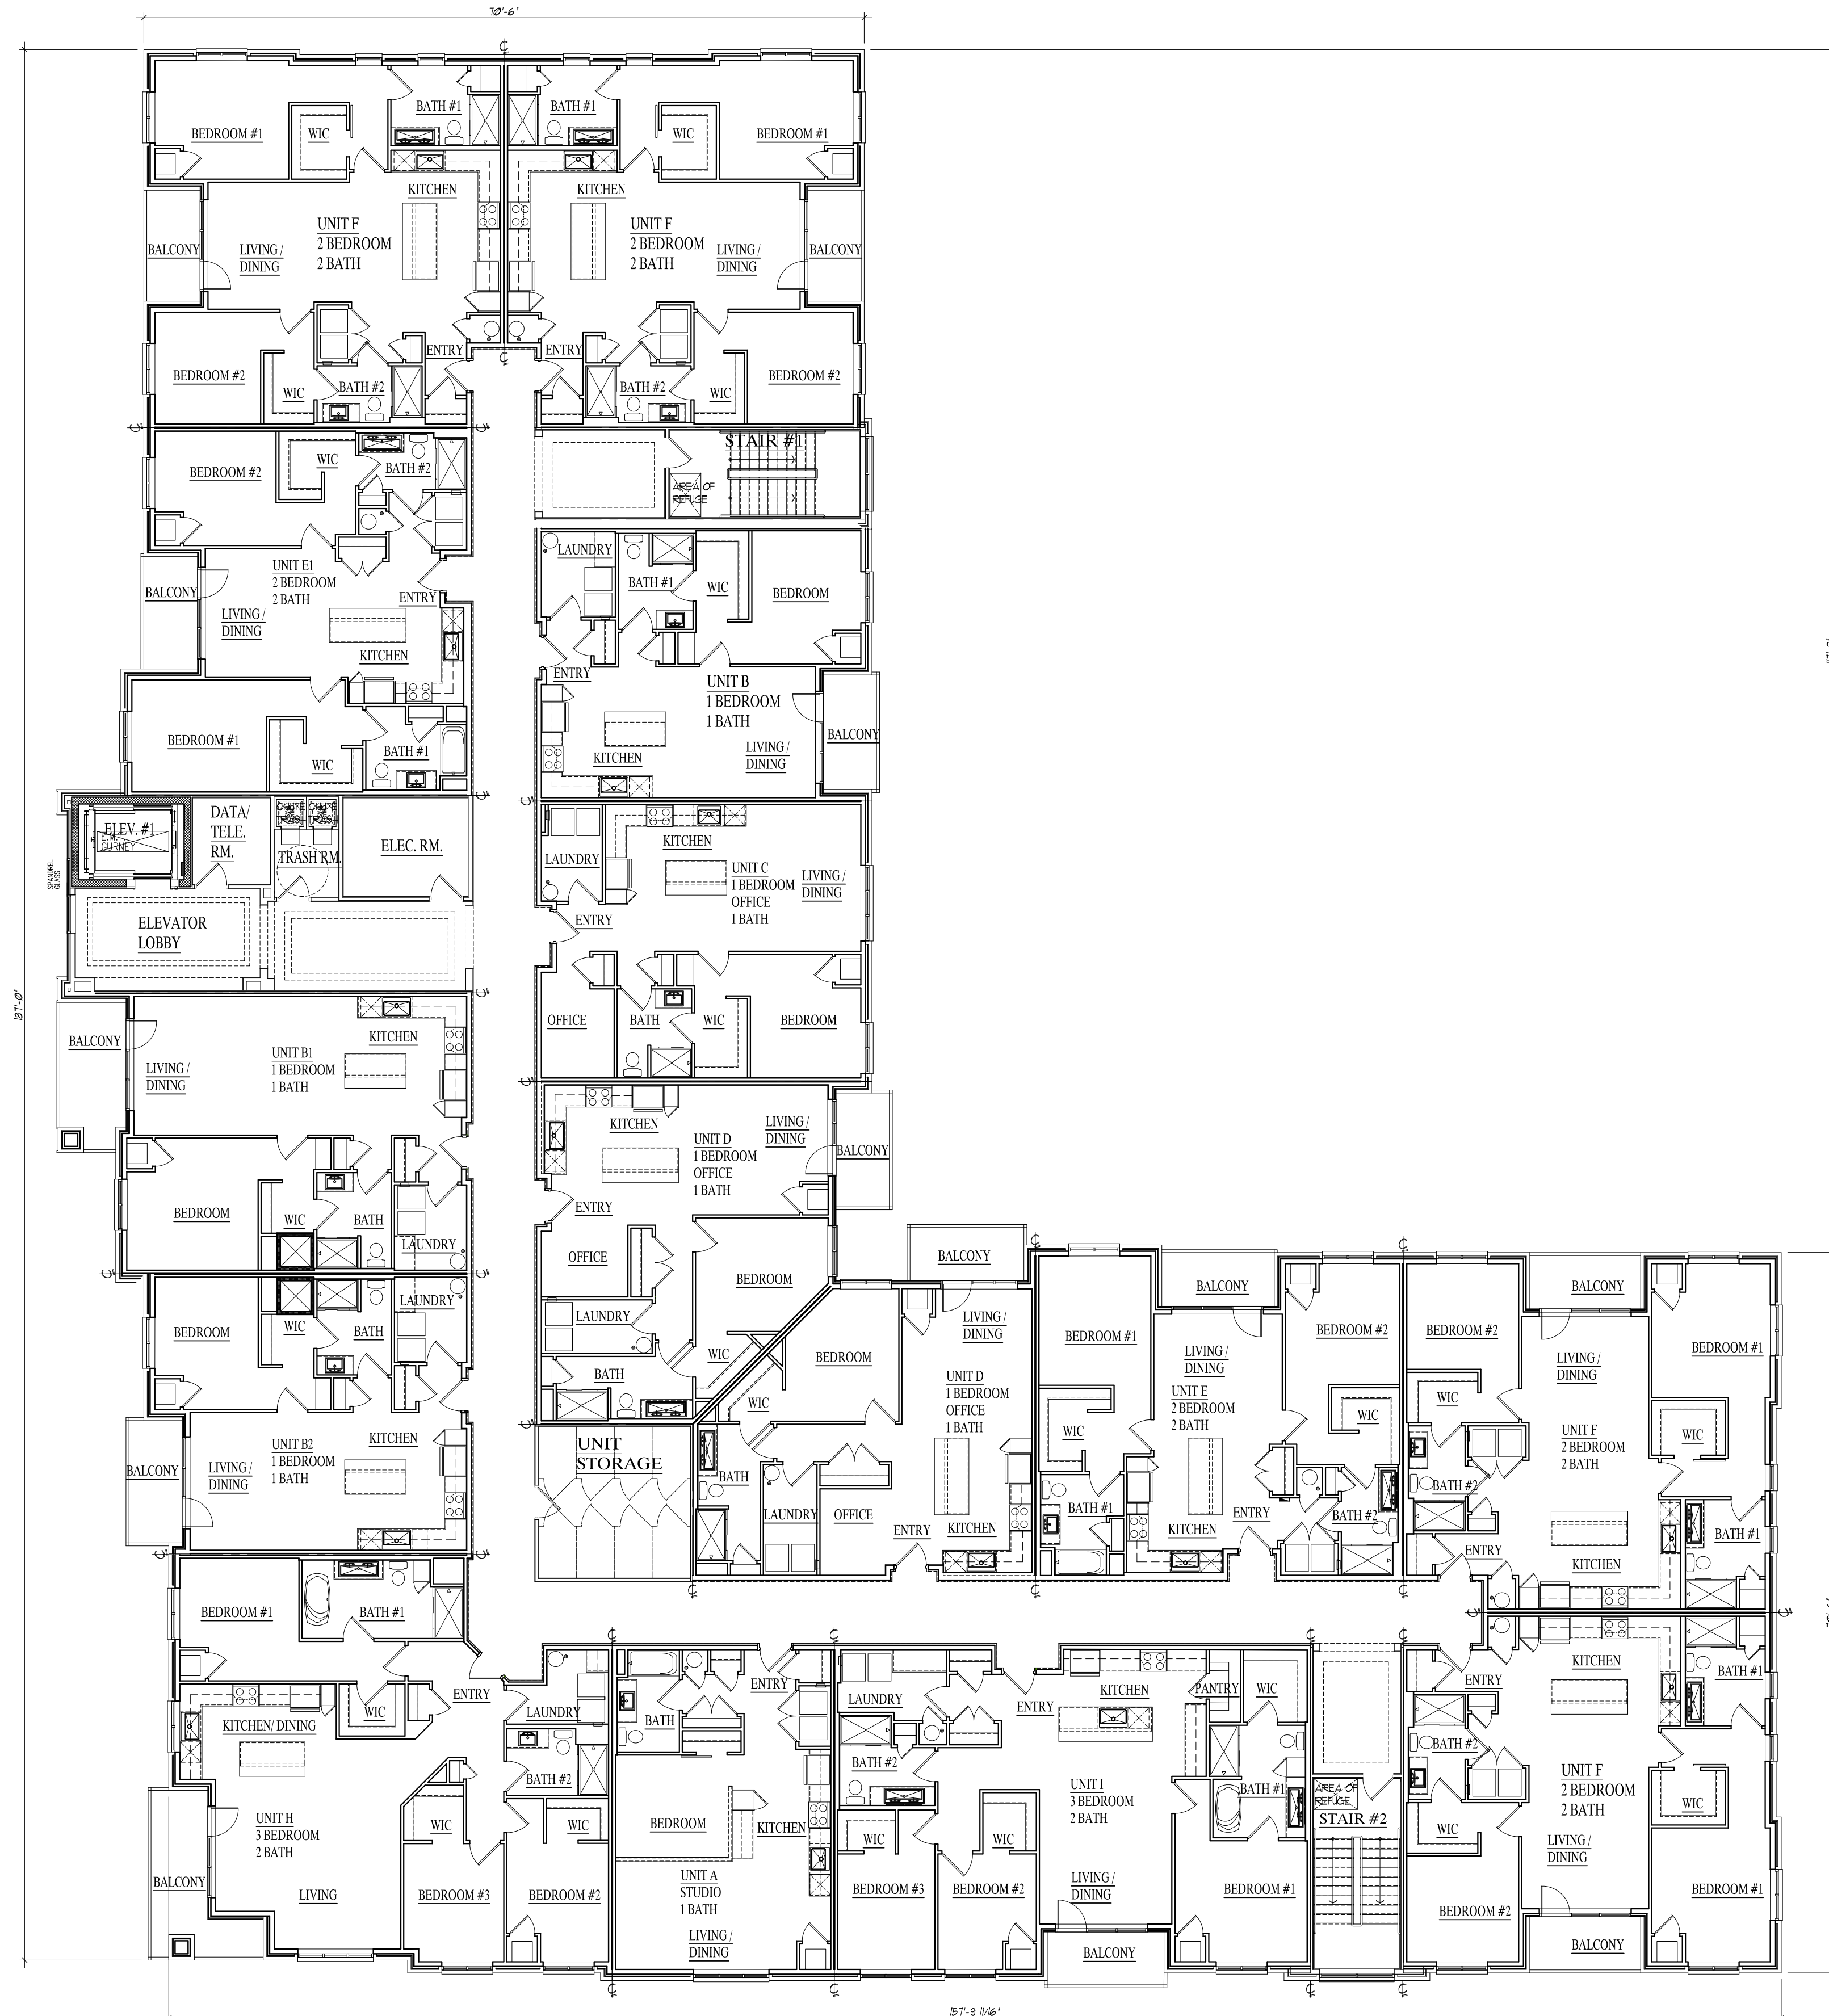 70'-6"
BEDROOM #1
WIC
BATH #1
BATH #1
WIC
BEDROOM #1
KITCHEN
KITCHEN
UNIT F
2 BEDROOM
2 BATH
UNIT F
2 BEDROOM
2 BATH
BALCONY
LIVING /
DINING
LIVING /
DINING
BALCONY
ENTRY
ENTRY
BEDROOM #2
WIC
BATH #2
BATH #2
WIC
BEDROOM #2
BEDROOM #2
WIC
BATH #2
STAIR #1
AREA OF
REFUGE
UNIT E1
2 BEDROOM
2 BATH
BALCONY
ENTRY
LIVING /
DINING
KITCHEN
LAUNDRY
BATH #1
WIC
BEDROOM
ENTRY
UNIT B
1 BEDROOM
1 BATH
BALCONY
LIVING /
DINING
KITCHEN
BEDROOM #1
WIC
BATH #1
ELEV. #1
GURNEY
DATA/
TELE.
RM.
TRASH RM.
ELEC. RM.
SPANDREL
GLASS
ELEVATOR
LOBBY
KITCHEN
LAUNDRY
UNIT C
1 BEDROOM
OFFICE
1 BATH
LIVING /
DINING
ENTRY
OFFICE
BATH
WIC
BEDROOM
187'-0"
BALCONY
KITCHEN
UNIT B1
1 BEDROOM
1 BATH
LIVING /
DINING
BEDROOM
WIC
BATH
LAUNDRY
KITCHEN
LIVING /
DINING
UNIT D
1 BEDROOM
OFFICE
1 BATH
BALCONY
ENTRY
OFFICE
BEDROOM
LAUNDRY
BATH
WIC
BEDROOM
WIC
BATH
LAUNDRY
KITCHEN
UNIT B2
1 BEDROOM
1 BATH
BALCONY
LIVING /
DINING
UNIT
STORAGE
BALCONY
LIVING /
DINING
BEDROOM
UNIT D
1 BEDROOM
OFFICE
1 BATH
WIC
BATH
LAUNDRY
OFFICE
ENTRY
KITCHEN
BALCONY
BEDROOM #1
LIVING /
DINING
BEDROOM #2
UNIT E
2 BEDROOM
2 BATH
WIC
WIC
BATH #1
ENTRY
BATH #2
KITCHEN
BALCONY
BEDROOM #2
LIVING /
DINING
BEDROOM #1
WIC
UNIT F
2 BEDROOM
2 BATH
WIC
BATH #2
BATH #1
ENTRY
KITCHEN
BEDROOM #1
BATH #1
ENTRY
WIC
KITCHEN/ DINING
LAUNDRY
BATH #2
UNIT H
3 BEDROOM
2 BATH
WIC
WIC
BALCONY
LIVING
BEDROOM #3
BEDROOM #2
ENTRY
BATH
BEDROOM
KITCHEN
UNIT A
STUDIO
1 BATH
LIVING /
DINING
LAUNDRY
ENTRY
KITCHEN
PANTRY
WIC
BATH #2
UNIT I
3 BEDROOM
2 BATH
BATH #1
WIC
WIC
BEDROOM #3
BEDROOM #2
LIVING /
DINING
BEDROOM #1
BALCONY
AREA OF
REFUGE
STAIR #2
KITCHEN
ENTRY
BATH #1
BATH #2
UNIT F
2 BEDROOM
2 BATH
WIC
WIC
LIVING /
DINING
BEDROOM #2
BEDROOM #1
BALCONY
157'-9 11/16"